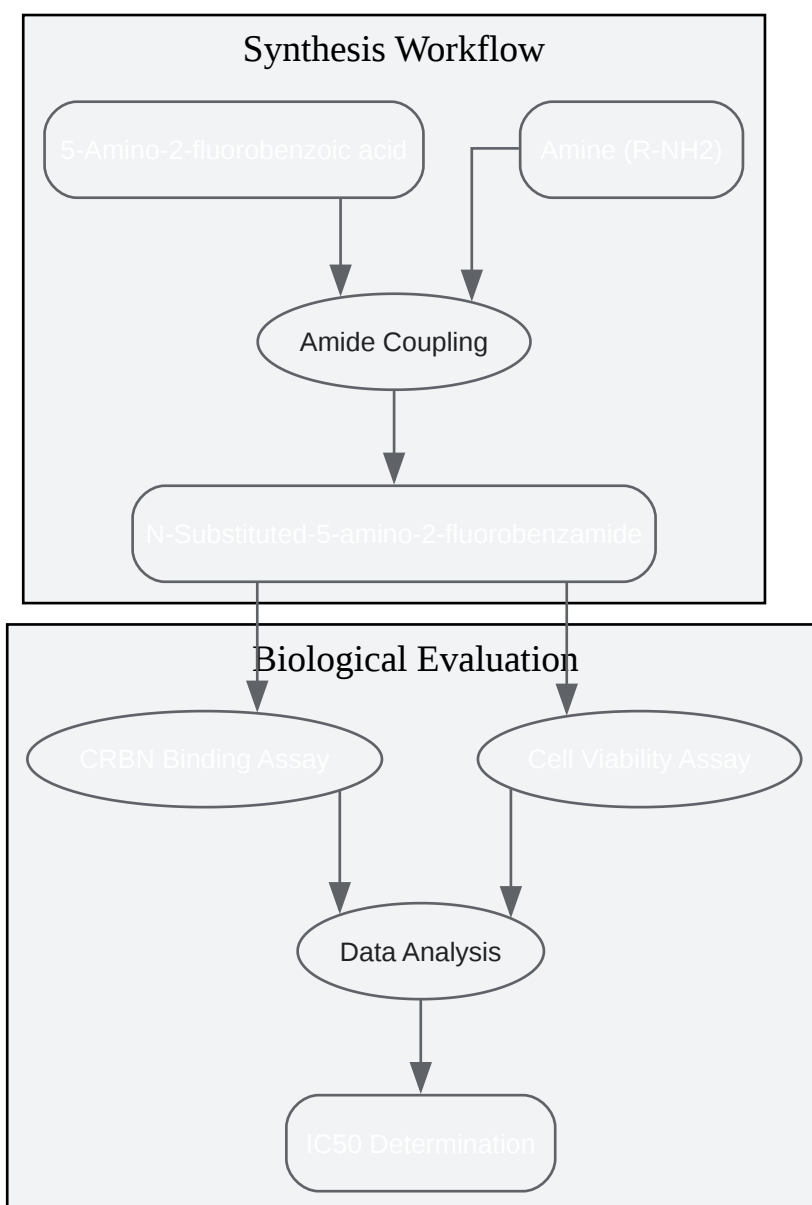 Synthesis Workflow
5-Amino-2-fluorobenzoic acid
Amine (R-NH2)
Amide Coupling
N-Substituted-5-amino-2-fluorobenzamide
Biological Evaluation
CRBN Binding Assay
Cell Viability Assay
Data Analysis
IC50 Determination